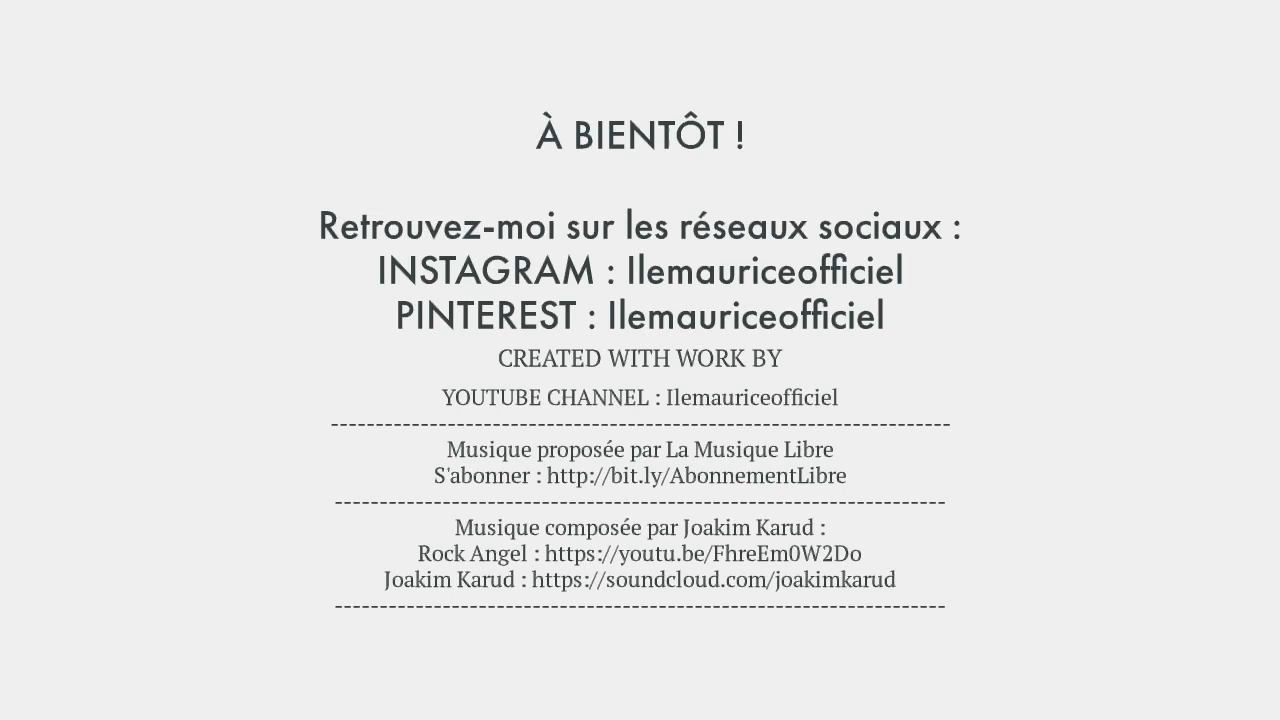 À BIENTÔT !
Retrouvez-moi sur les réseaux sociaux :
INSTAGRAM : Ilemauriceofficiel
PINTEREST : Ilemauriceofficiel
CREATED WITH WORK BY
YOUTUBE CHANNEL : Ilemauriceofficiel
---------------------------------------------------------------------
Musique proposée par La Musique Libre
S'abonner : http://bit.ly/AbonnementLibre
--------------------------------------------------------------------
Musique composée par Joakim Karud :
Rock Angel : https://youtu.be/FhreEm0W2Do
Joakim Karud : https://soundcloud.com/joakimkarud
--------------------------------------------------------------------